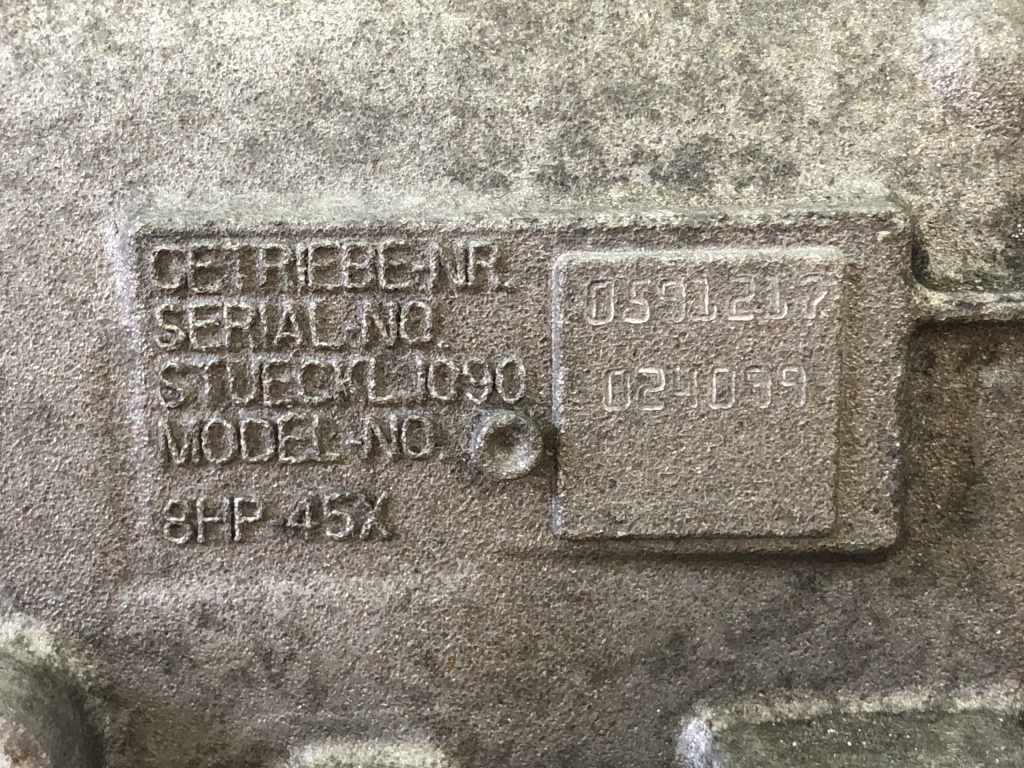 GETRIEBE-NR. 0591217
SERIAL-NO. 024099
STUECKL.1090
MODEL-NO.
8HP 45X